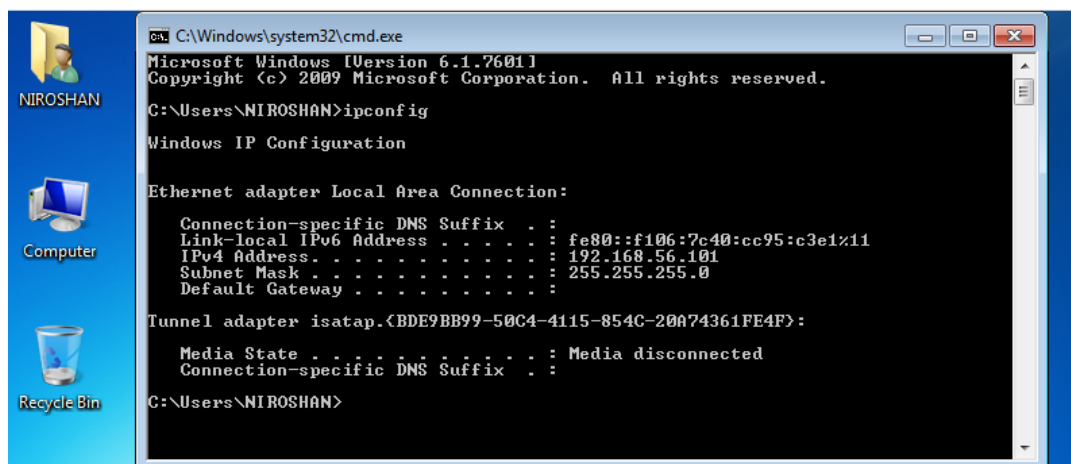 NIROSHAN
Computer
Recycle Bin
C:\Windows\system32\cmd.exe
Microsoft Windows [Version 6.1.7601]
Copyright (c) 2009 Microsoft Corporation.  All rights reserved.
C:\Users\NIROSHAN>ipconfig
Windows IP Configuration
Ethernet adapter Local Area Connection:
   Connection-specific DNS Suffix  . :
   Link-local IPv6 Address . . . . . : fe80::f106:7c40:cc95:c3e1%11
   IPv4 Address. . . . . . . . . . . : 192.168.56.101
   Subnet Mask . . . . . . . . . . . : 255.255.255.0
   Default Gateway . . . . . . . . . :
Tunnel adapter isatap.{BDE9BB99-50C4-4115-854C-20A74361FE4F}:
   Media State . . . . . . . . . . . : Media disconnected
   Connection-specific DNS Suffix  . :
C:\Users\NIROSHAN>